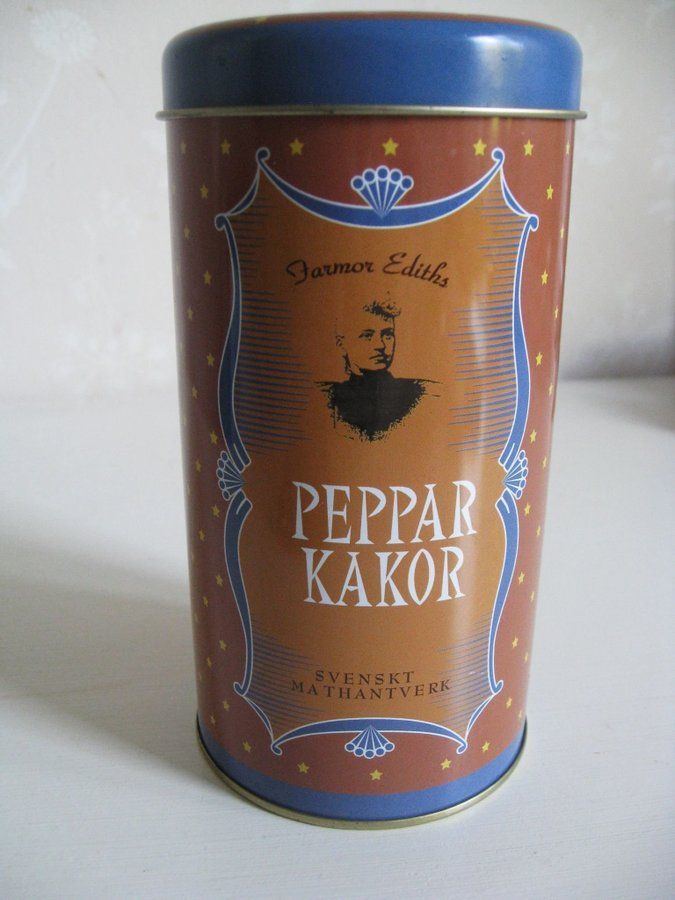 Farmor Ediths
PEPPAR
KAKOR
SVENSKT
MATHANTVERK